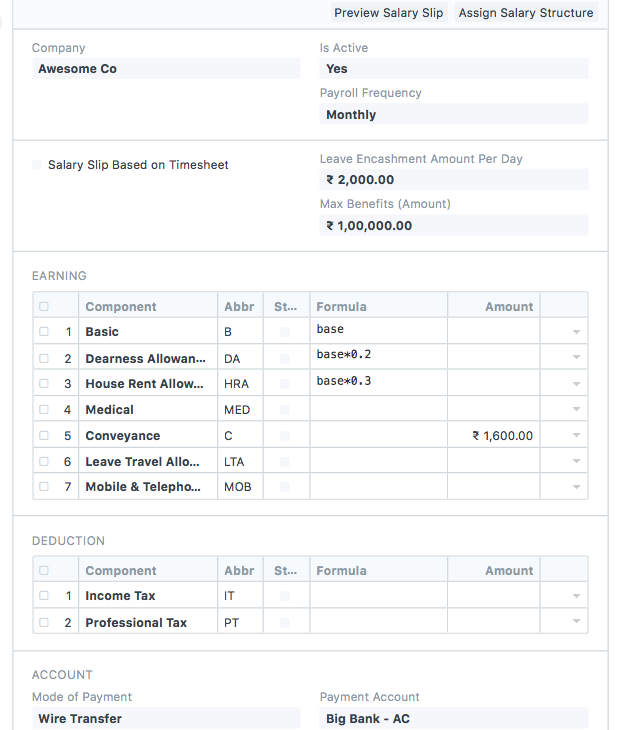 Preview Salary Slip Assign Salary Structure
Company
Awesome Co
Is Active
Yes
Payroll Frequency
Monthly
Salary Slip Based on Timesheet
Leave Encashment Amount Per Day
₹ 2,000.00
Max Benefits (Amount)
₹ 1,00,000.00
EARNING
Component Abbr St... Formula Amount
1 Basic B base
2 Dearness Allowan... DA base*0.2
3 House Rent Allow... HRA base*0.3
4 Medical MED
5 Conveyance C ₹ 1,600.00
6 Leave Travel Allo... LTA
7 Mobile & Telepho... MOB
DEDUCTION
Component Abbr St... Formula Amount
1 Income Tax IT
2 Professional Tax PT
ACCOUNT
Mode of Payment
Wire Transfer
Payment Account
Big Bank - AC